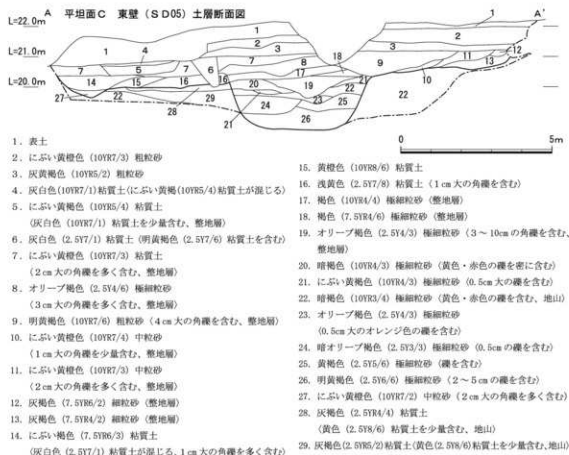 A 平坦面C 東壁(SD05)土層断面図 A'
L=22.0m
L=21.0m
L=20.0m
0 5m
1. 表土
2. にぶい黄橙色(10YR7/3)粗粒砂
3. 灰黄褐色(10YR5/2)粗粒砂
4. 灰白色(10YR7/1)粘質土(にぶい黄褐(10YR5/4)粘質土が混じる)
5. にぶい黄褐色(10YR5/4)粘質土
(灰白色(10YR7/1)粘質土を少量含む、整地層)
6. 灰白色(2.5Y7/1)粘質土(明黄褐色(2.5Y7/6)粘質土を含む)
7. にぶい黄橙色(10YR7/3)粘質土
(2㎝大の角礫を多く含む、整地層)
8. オリーブ褐色(2.5Y4/6)極細粒砂
(3㎝大の角礫を多く含む、整地層)
9. 明黄褐色(10YR7/6)粗粒砂(4㎝大の角礫を含む、整地層)
10. にぶい黄橙色(10YR7/4)中粒砂
(1㎝大の角礫を少量含む、整地層)
11. にぶい黄橙色(10YR7/3)中粒砂
(2㎝大の角礫を多く含む、整地層)
12. 灰褐色(7.5YR6/2)細粒砂(整地層)
13. 灰褐色(7.5YR4/2)細粒砂(整地層)
14. にぶい褐色(7.5YR6/3)粘質土
(灰白色(2.5Y7/1)粘質土が混じる、1㎝大の角礫を多く含む)
15. 黄橙色(10YR8/6)粘質土
16. 浅黄色(2.5Y7/8)粘質土(1㎝大の角礫を含む)
17. 褐色(10YR4/4)極細粒砂(整地層)
18. 褐色(7.5YR4/6)極細粒砂(整地層)
19. オリーブ褐色(2.5Y4/3)極細粒砂(3~10cmの角礫を含む、
整地層)
20. 暗褐色(10YR4/3)極細粒砂(黄色・赤色の礫を密に含む)
21. にぶい黄褐色(10YR4/3)極細粒砂(0.5㎝大の礫を含む)
22. 暗褐色(10YR3/4)極細粒砂(黄色・赤色の礫を含む、地山)
23. オリーブ褐色(2.5Y4/3)極細粒砂
(0.5㎝大のオレンジ色の礫を含む)
24. 暗オリーブ褐色(2.5Y3/3)極細粒砂(0.5㎝の礫を含む)
25. 黄褐色(2.5Y5/6)極細粒砂(礫を含む)
26. 明黄褐色(2.5Y6/6)極細粒砂(2~5㎝の礫を含む)
27. にぶい黄橙色(10YR7/2)中粒砂(2㎝大の角礫を多く含む)
28. 灰褐色(2.5YR4/4)粘質土
(黄色(2.5Y8/6)粘質土を少量含む、地山)
29. 灰褐色(2.5YR5/2)粘質土(黄色(2.5Y8/6)粘質土を少量含む、地山)